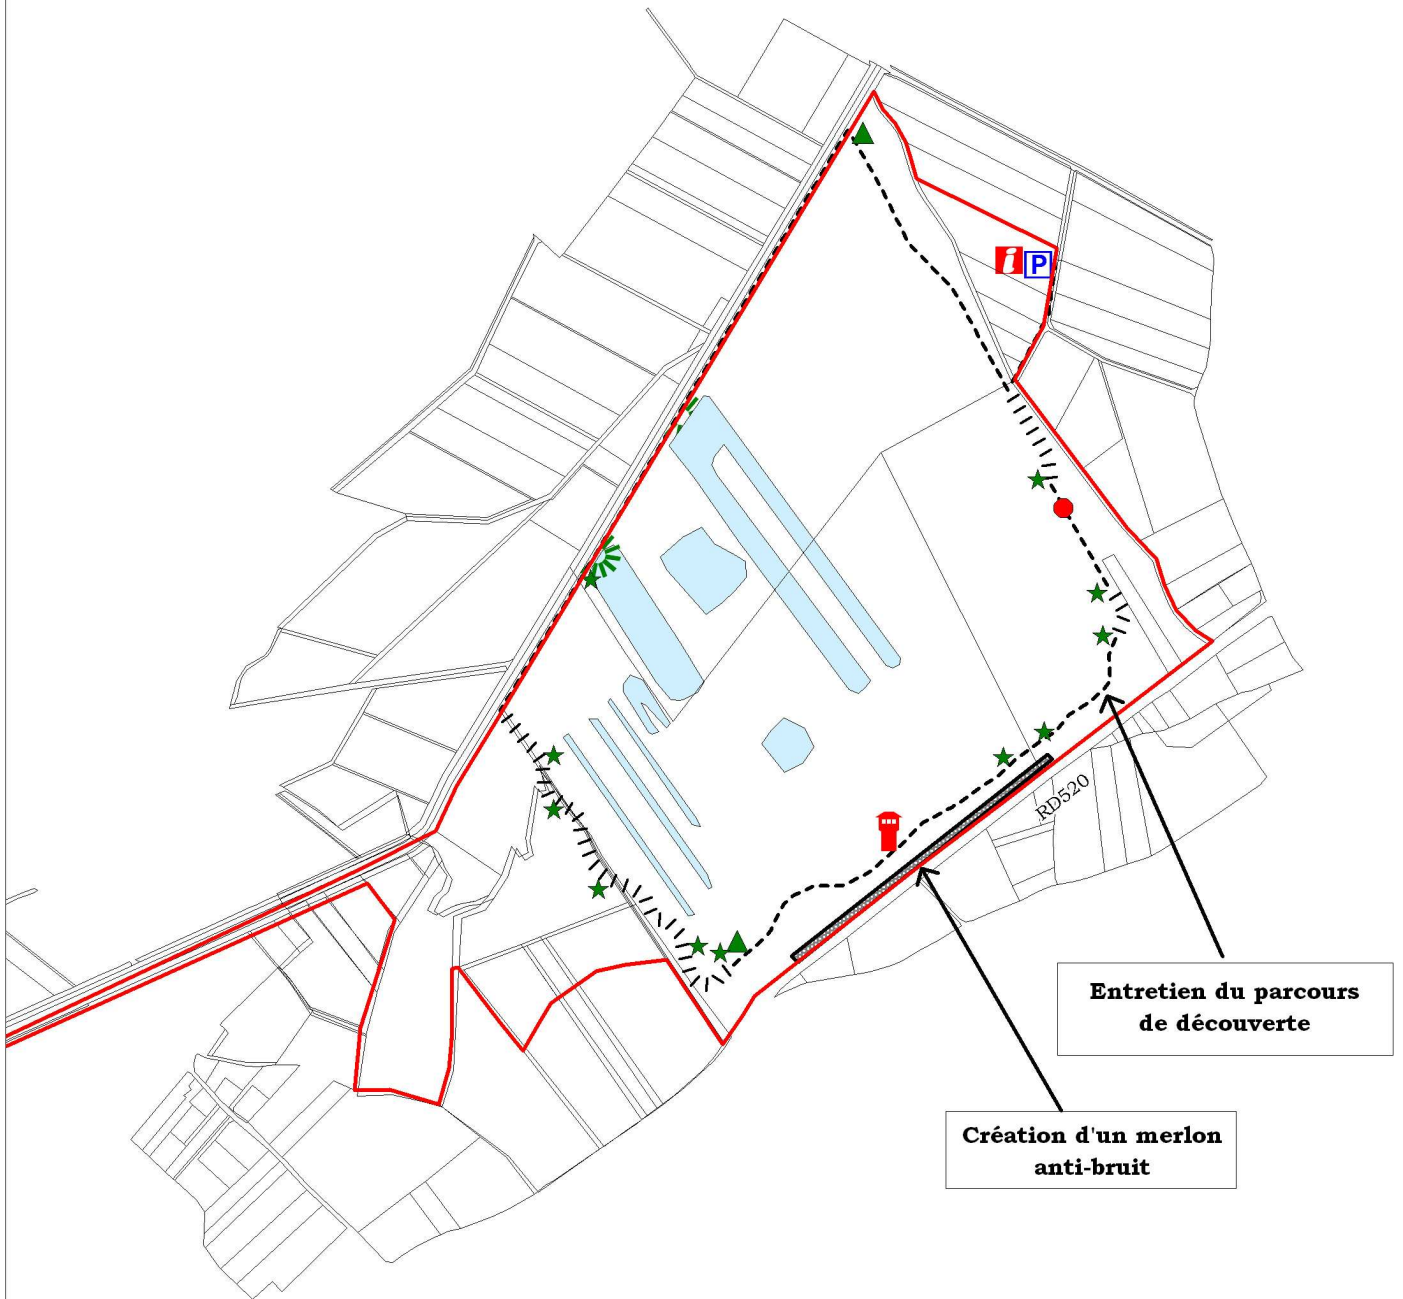 i
P
RD520
Entretien du parcours
de découverte
Création d'un merlon
anti-bruit